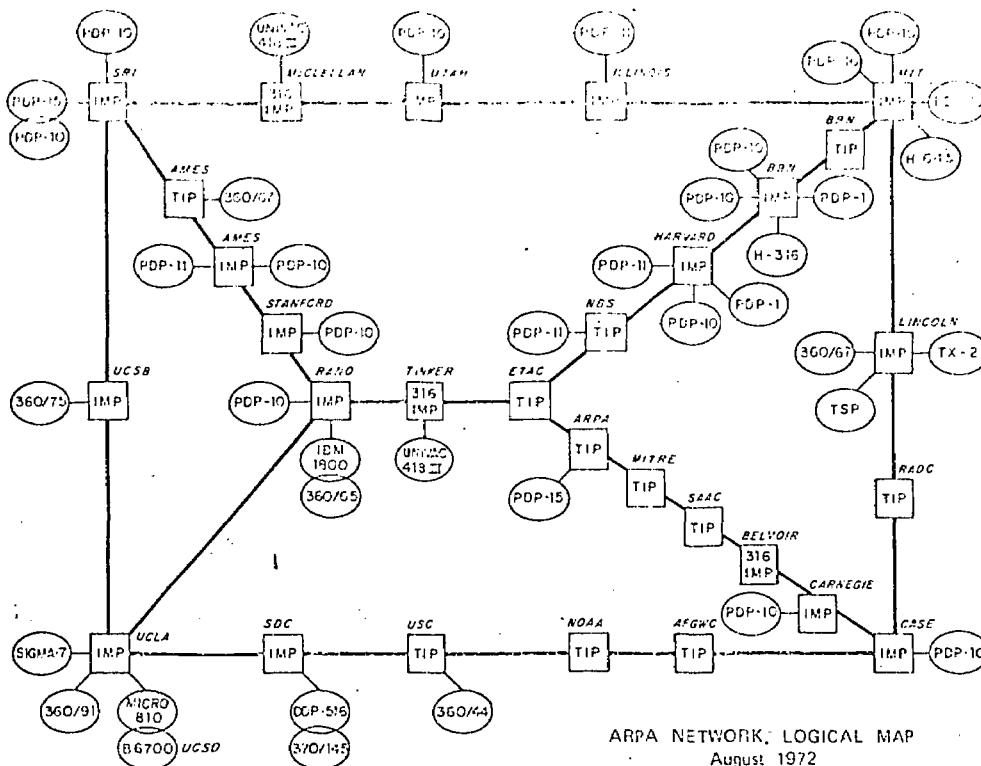 PDP-10
UNIVAC
418 III
PDP-10
PDP-11
PDP-10
SRI
MCCLELLAN
UTAH
ILLINOIS
PDP-10
MIT
PDP-15
IMP
316
IMP
IMP
IMP
IMP
PDP-10
BBN
TIP
H-645
AMES
TIP
360/67
PDP-10
BBN
PDP-10
IMP
PDP-1
AMES
PDP-11
IMP
PDP-10
HARVARD
H-316
PDP-11
IMP
STANFORD
IMP
PDP-10
NBS
PDP-11
TIP
PDP-10
PDP-1
LINCOLN
360/67
IMP
TX-2
TSP
UCSB
360/75
IMP
RAND
PDP-10
IMP
TINKER
316
IMP
ETAC
TIP
IBM
1800
360/65
UNIVAC
418 III
ARPA
TIP
PDP-15
MITRE
TIP
SAAC
TIP
RADC
TIP
BELVOIR
316
IMP
CARNEGIE
PDP-10
IMP
UCLA
SIGMA-7
IMP
SDC
IMP
USC
TIP
NOAA
TIP
AFGWC
TIP
CASE
IMP
PDP-10
360/91
MICRO
810
B6700
UCSD
DDP-516
370/145
360/44
ARPA NETWORK, LOGICAL MAP
August 1972